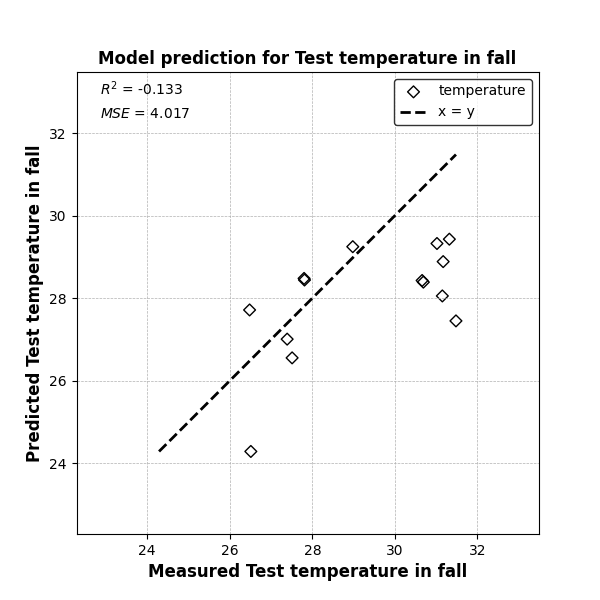 Model prediction for Test temperature in fall
R² = -0.133
MSE = 4.017
temperature
x = y
Predicted Test temperature in fall
32
30
28
26
24
24 26 28 30 32
Measured Test temperature in fall